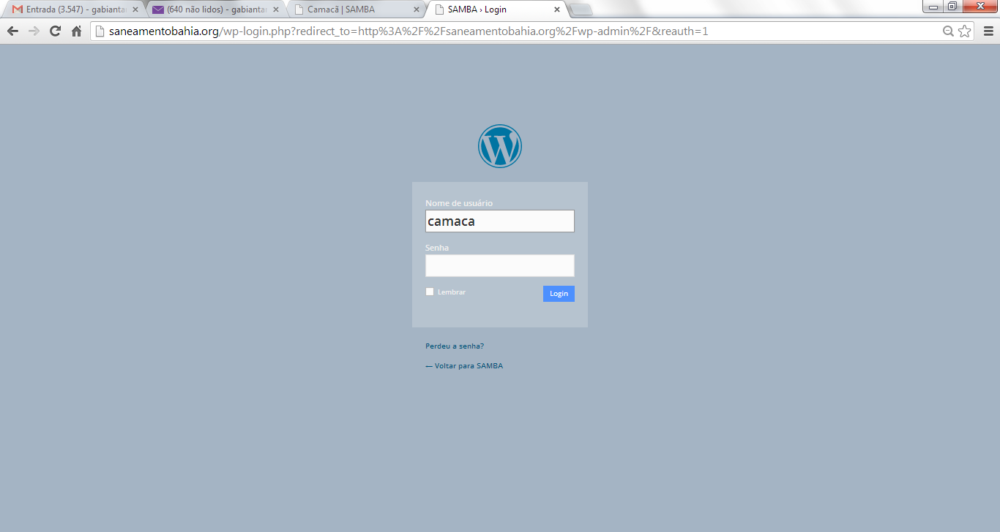 Entrada (3.547) - gabianta
(640 não lidos) - gabianta
Camacã | SAMBA
SAMBA › Login
saneamentobahia.org/wp-login.php?redirect_to=http%3A%2F%2Fsaneamentobahia.org%2Fwp-admin%2F&reauth=1
Nome de usuário
camaca
Senha
Lembrar
Login
Perdeu a senha?
← Voltar para SAMBA